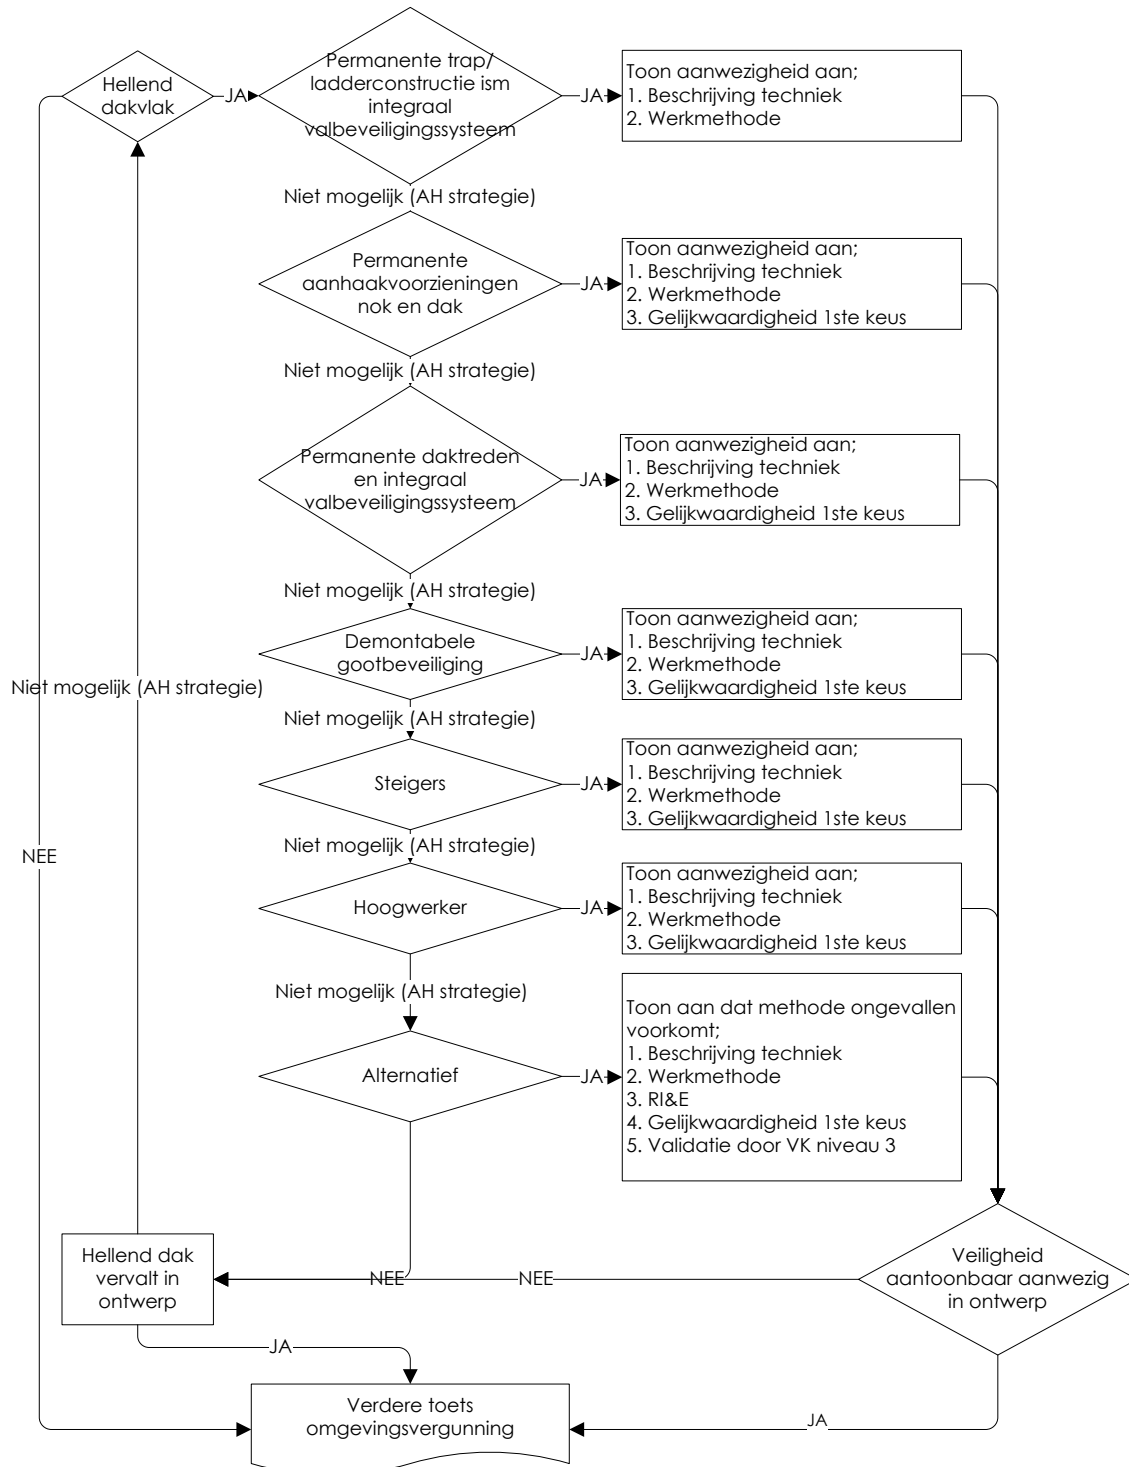 Hellend
dakvlak
JA
Permanente trap/
ladderconstructie ism
integraal
valbeveiligingssysteem
JA
Toon aanwezigheid aan;
1. Beschrijving techniek
2. Werkmethode
Niet mogelijk (AH strategie)
Permanente
aanhaakvoorzieningen
nok en dak
JA
Toon aanwezigheid aan;
1. Beschrijving techniek
2. Werkmethode
3. Gelijkwaardigheid 1ste keus
Niet mogelijk (AH strategie)
Permanente daktreden
en integraal
valbeveiligingssysteem
JA
Toon aanwezigheid aan;
1. Beschrijving techniek
2. Werkmethode
3. Gelijkwaardigheid 1ste keus
Niet mogelijk (AH strategie)
Demontabele
gootbeveiliging
JA
Toon aanwezigheid aan;
1. Beschrijving techniek
2. Werkmethode
3. Gelijkwaardigheid 1ste keus
Niet mogelijk (AH strategie)
Niet mogelijk (AH strategie)
Steigers
JA
Toon aanwezigheid aan;
1. Beschrijving techniek
2. Werkmethode
3. Gelijkwaardigheid 1ste keus
Niet mogelijk (AH strategie)
NEE
Hoogwerker
JA
Toon aanwezigheid aan;
1. Beschrijving techniek
2. Werkmethode
3. Gelijkwaardigheid 1ste keus
Niet mogelijk (AH strategie)
Alternatief
JA
Toon aan dat methode ongevallen
voorkomt;
1. Beschrijving techniek
2. Werkmethode
3. RI&E
4. Gelijkwaardigheid 1ste keus
5. Validatie door VK niveau 3
Hellend dak
vervalt in
ontwerp
NEE
NEE
Veiligheid
aantoonbaar aanwezig
in ontwerp
JA
Verdere toets
omgevingsvergunning
JA